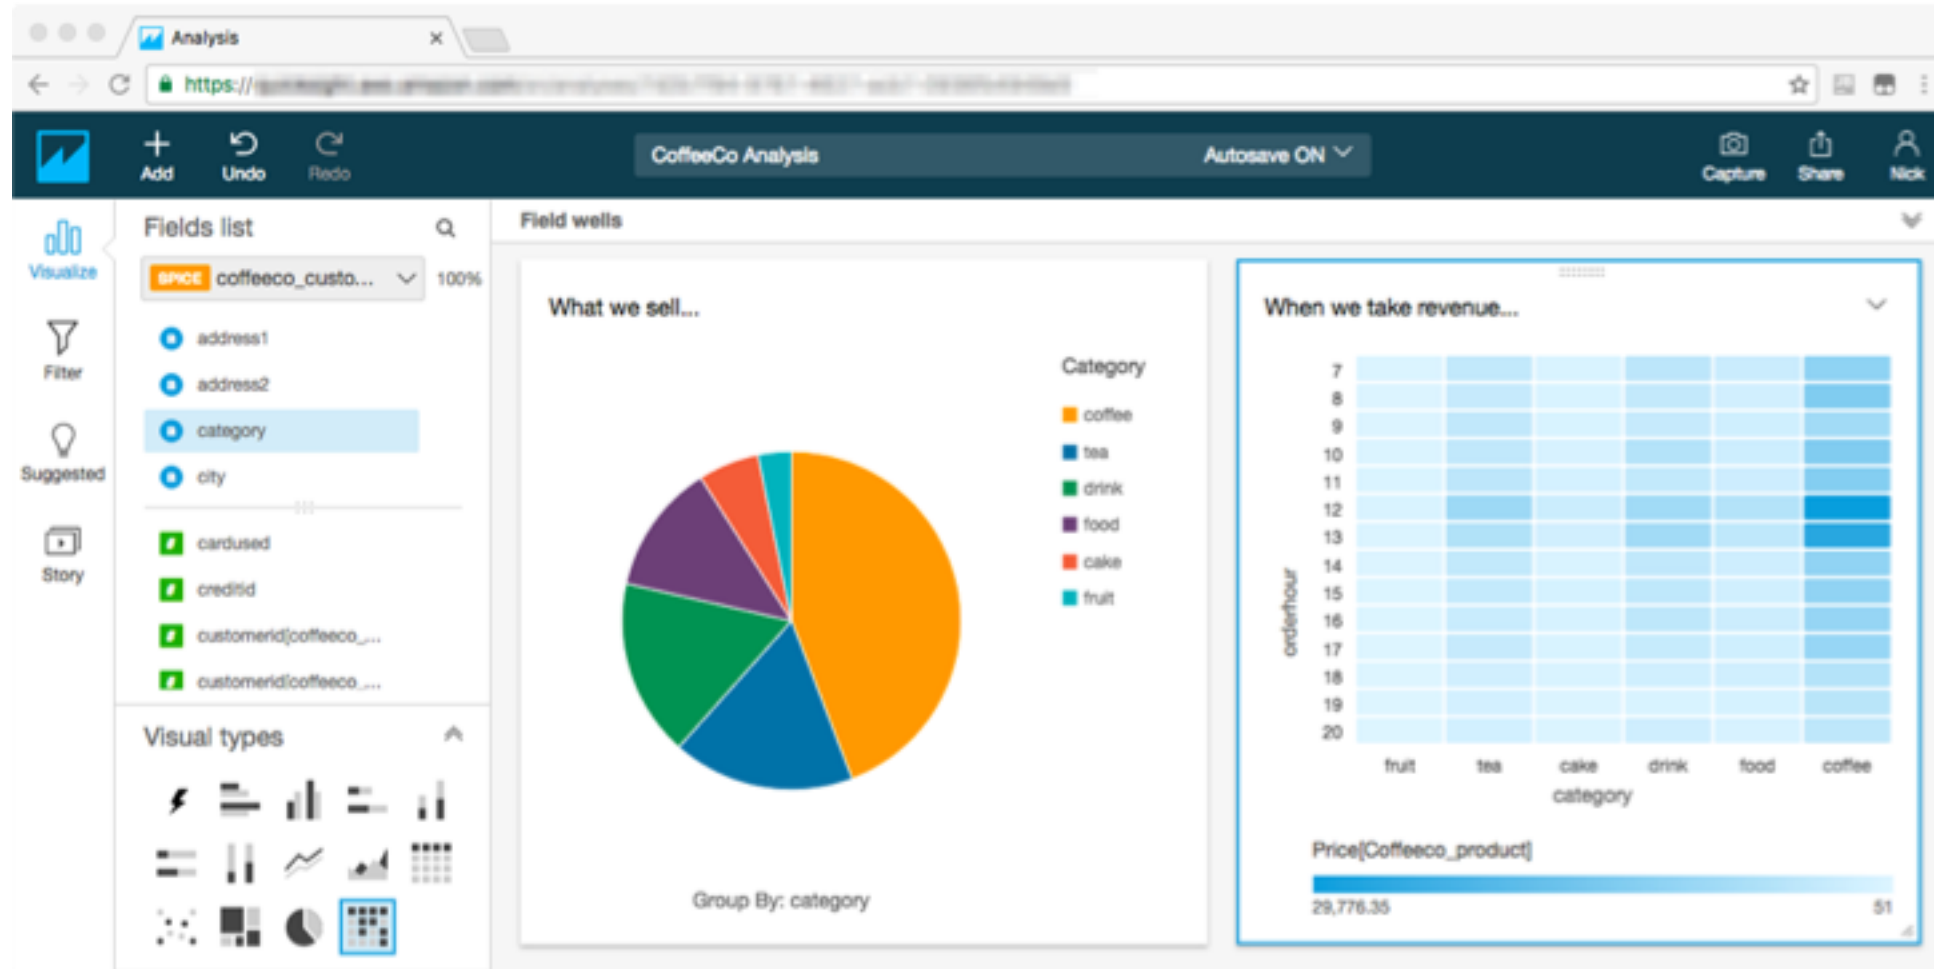 Analysis
https://
Add
Undo
Redo
CoffeeCo Analysis
Autosave ON
Capture
Share
Nick
Visualize
Filter
Suggested
Story
Fields list
SPICE
coffeeco_custo...
100%
address1
address2
category
city
cardused
creditid
customerid[coffeeco_...
customerid[coffeeco_...
Visual types
Field wells
What we sell...
Category
coffee
tea
drink
food
cake
fruit
Group By: category
When we take revenue...
orderhour
7
8
9
10
11
12
13
14
15
16
17
18
19
20
fruit tea cake drink food coffee
category
Price[Coffeeco_product]
29,776.35 51